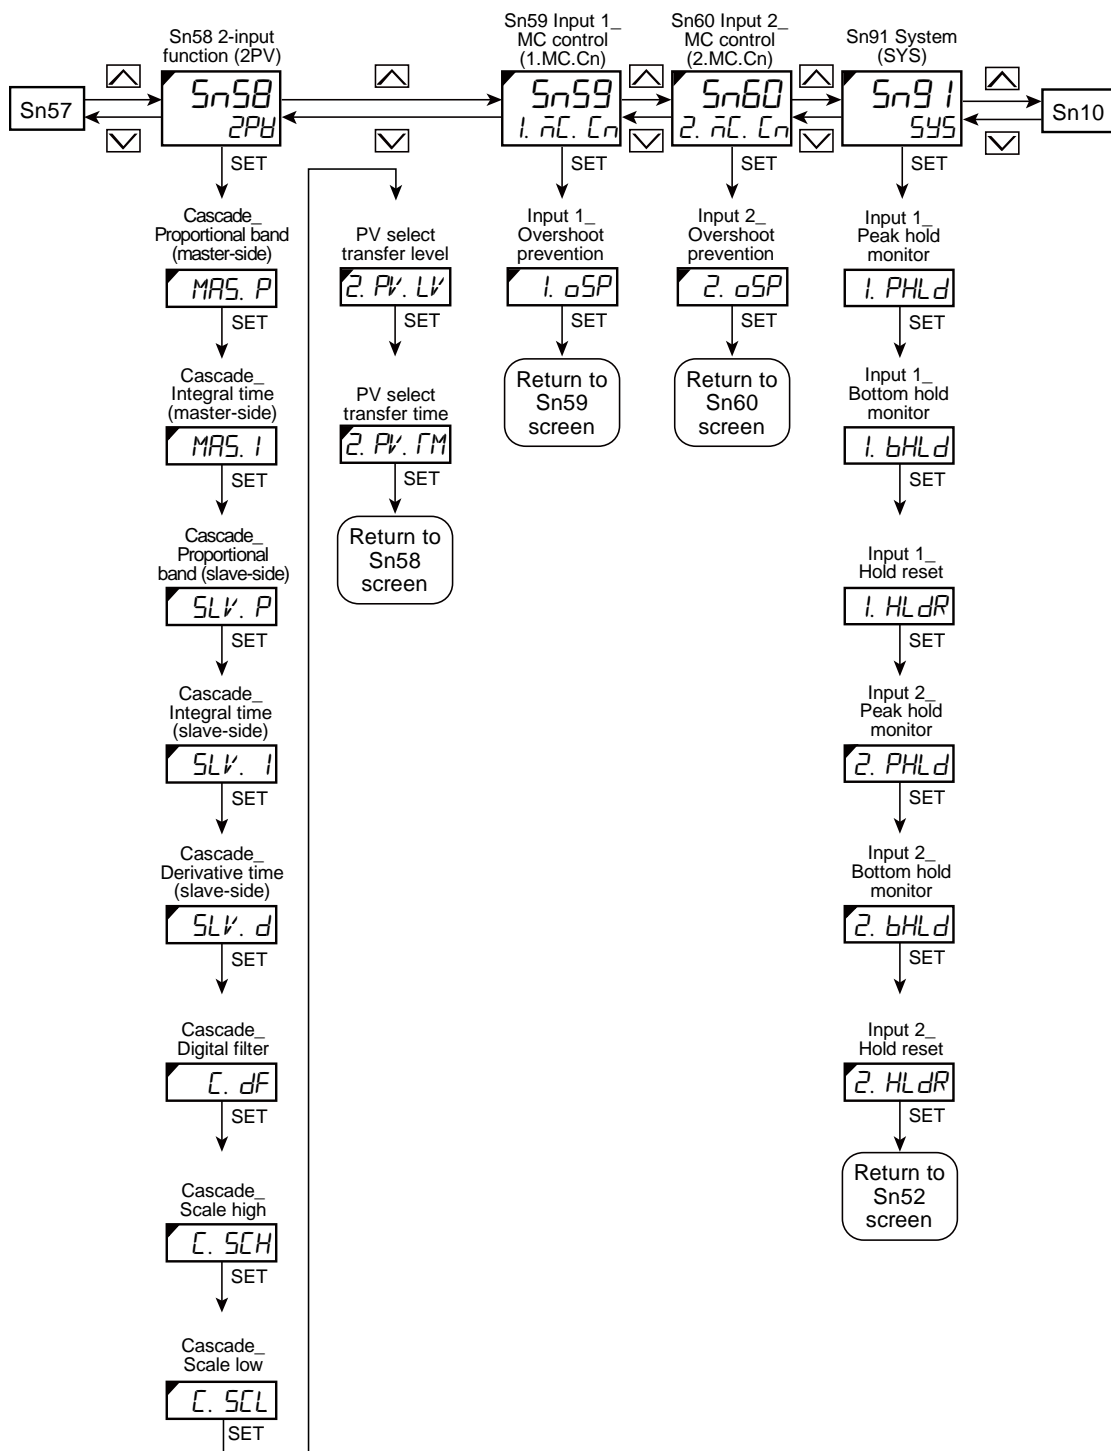 Sn57
Sn58 2-input
function (2PV)
Sn58
2PV
SET
Cascade_
Proportional band
(master-side)
MAS. P
SET
Cascade_
Integral time
(master-side)
MAS. I
SET
Cascade_
Proportional
band (slave-side)
SLV. P
SET
Cascade_
Integral time
(slave-side)
SLV. I
SET
Cascade_
Derivative time
(slave-side)
SLV. d
SET
Cascade_
Digital filter
C. dF
SET
Cascade_
Scale high
C. SCH
SET
Cascade_
Scale low
C. SCL
SET
PV select
transfer level
2. PV. LV
SET
PV select
transfer time
2. PV. TM
SET
Return to
Sn58
screen
Sn59 Input 1_
MC control
(1.MC.Cn)
Sn59
1. MC. Cn
SET
Input 1_
Overshoot
prevention
1. oSP
SET
Return to
Sn59
screen
Sn60 Input 2_
MC control
(2.MC.Cn)
Sn60
2. MC. Cn
SET
Input 2_
Overshoot
prevention
2. oSP
SET
Return to
Sn60
screen
Sn91 System
(SYS)
Sn91
SYS
SET
Input 1_
Peak hold
monitor
1. PHLd
SET
Input 1_
Bottom hold
monitor
1. bHLd
SET
Input 1_
Hold reset
1. HLdR
SET
Input 2_
Peak hold
monitor
2. PHLd
SET
Input 2_
Bottom hold
monitor
2. bHLd
SET
Input 2_
Hold reset
2. HLdR
SET
Return to
Sn52
screen
Sn10